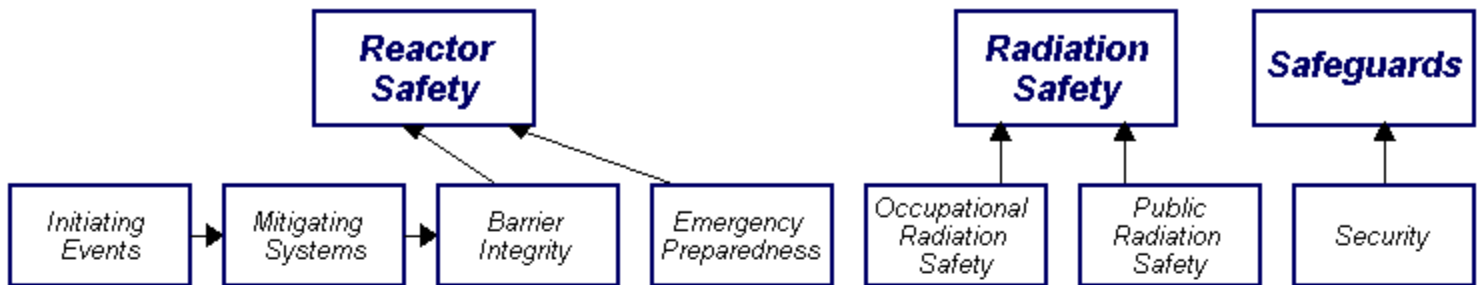 Reactor
Safety
Radiation
Safety
Safeguards
Initiating
Events
Mitigating
Systems
Barrier
Integrity
Emergency
Preparedness
Occupational
Radiation
Safety
Public
Radiation
Safety
Security